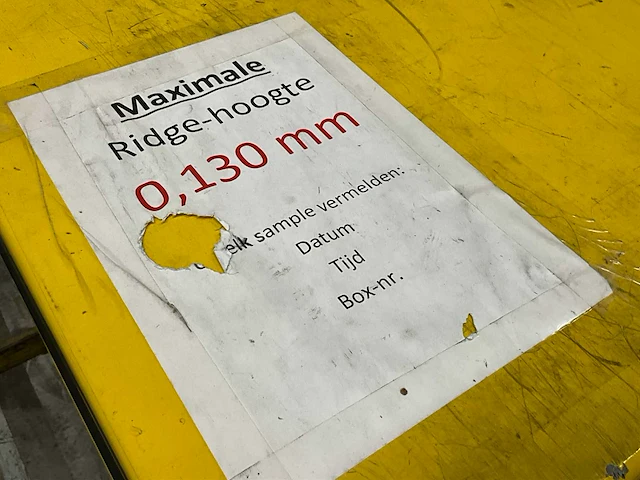 Maximale
Ridge-hoogte
0,130 mm
elk sample vermelden:
Datum
Tijd
Box-nr.